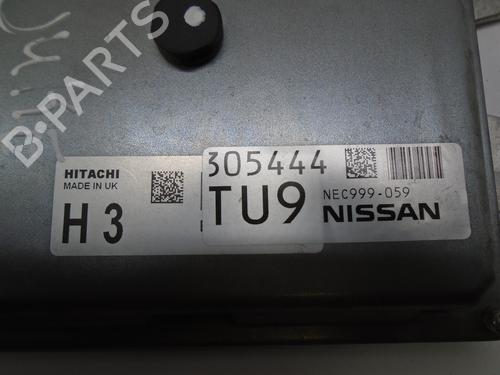 B-PARTS
HITACHI
MADE IN UK
H 3
305444
TU9
NEC999-059
NISSAN